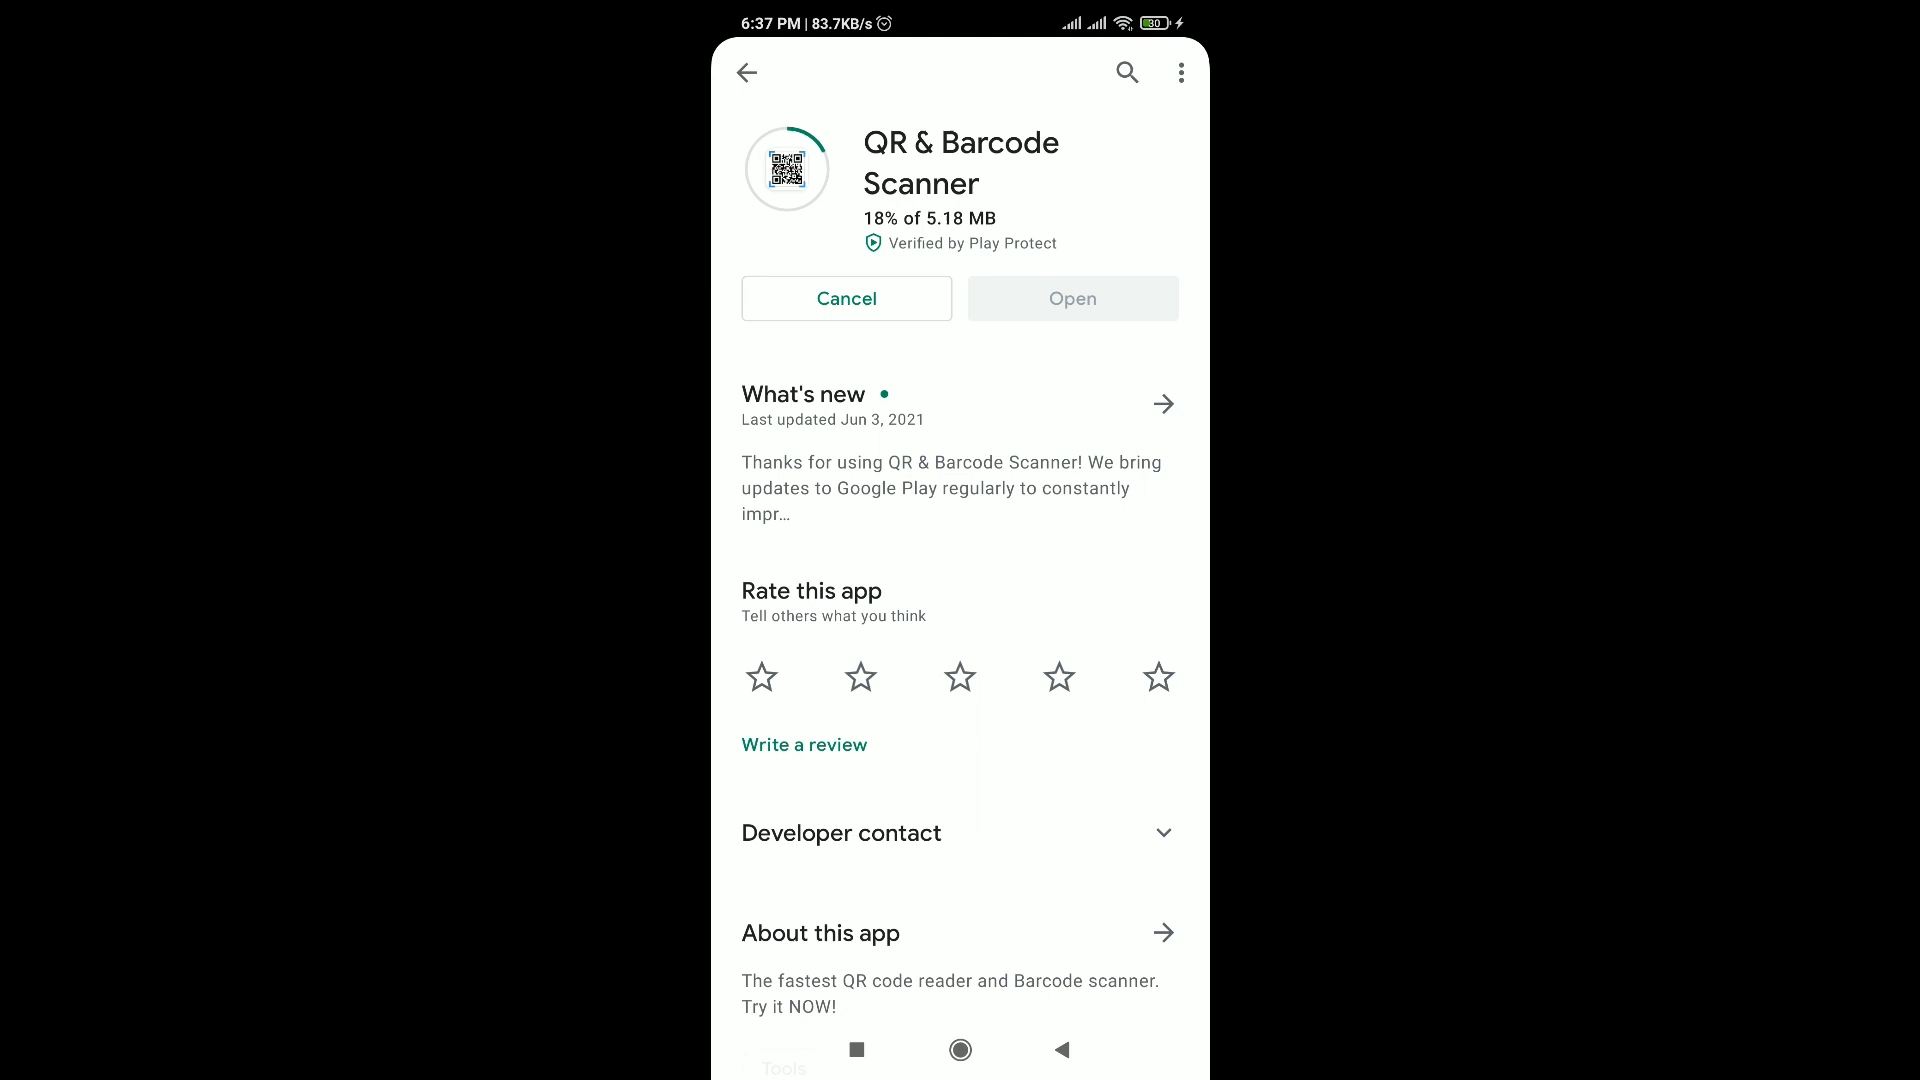 6:37 PM | 83.7KB/s
30
QR & Barcode
Scanner
18% of 5.18 MB
Verified by Play Protect
Cancel
Open
What's new
Last updated Jun 3, 2021
Thanks for using QR & Barcode Scanner! We bring
updates to Google Play regularly to constantly
impr...
Rate this app
Tell others what you think
Write a review
Developer contact
About this app
The fastest QR code reader and Barcode scanner.
Try it NOW!
Tools